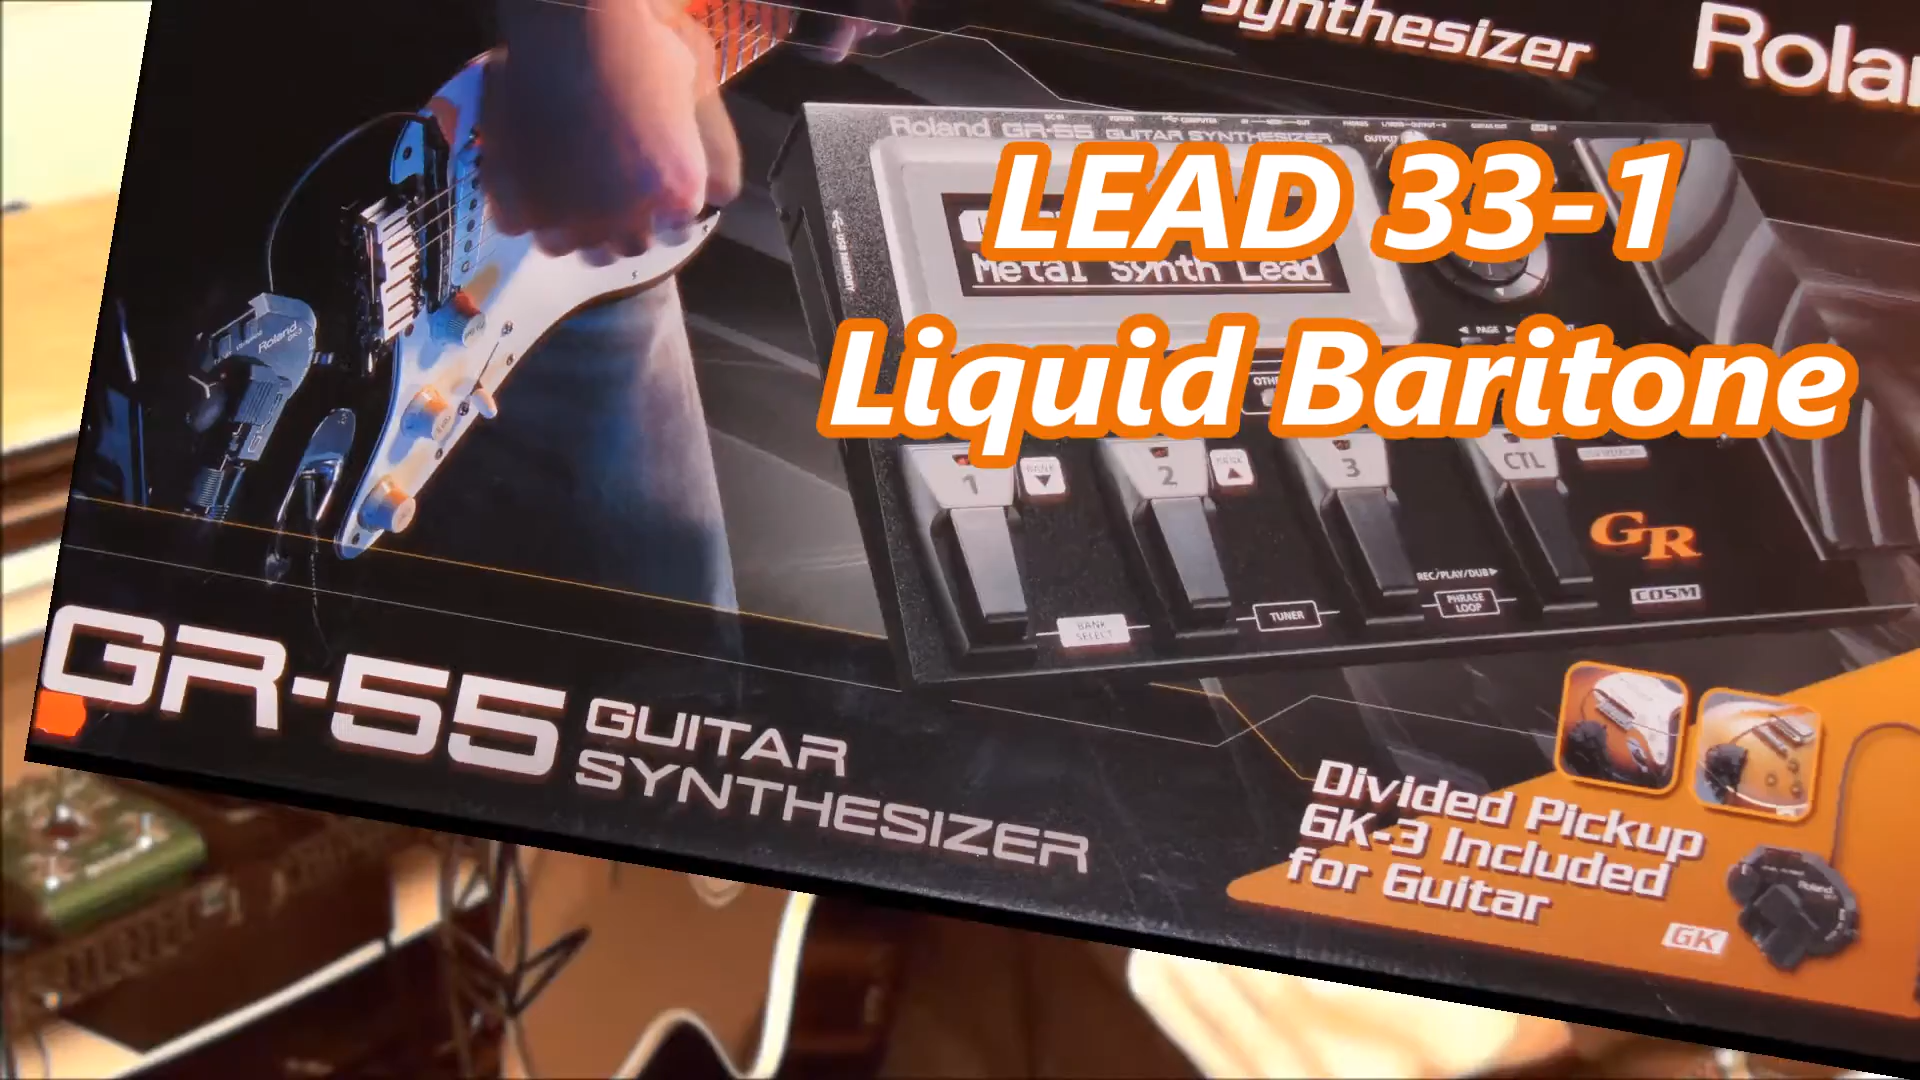 Synthesizer
Roland GR-55 GUITAR SYNTHESIZER
OUTPUT
LEAD 33-1
Metal Synth Lead
Liquid Baritone
◄ PAGE ►
1
BANK ▼
2
▲
3
CTL
GR
REC/PLAY/DUB►
PHRASE LOOP
COSM
TUNER
BANK SELECT
Roland
GR-55 GUITAR
SYNTHESIZER
Divided Pickup
GK-3 Included
for Guitar
Roland
GK